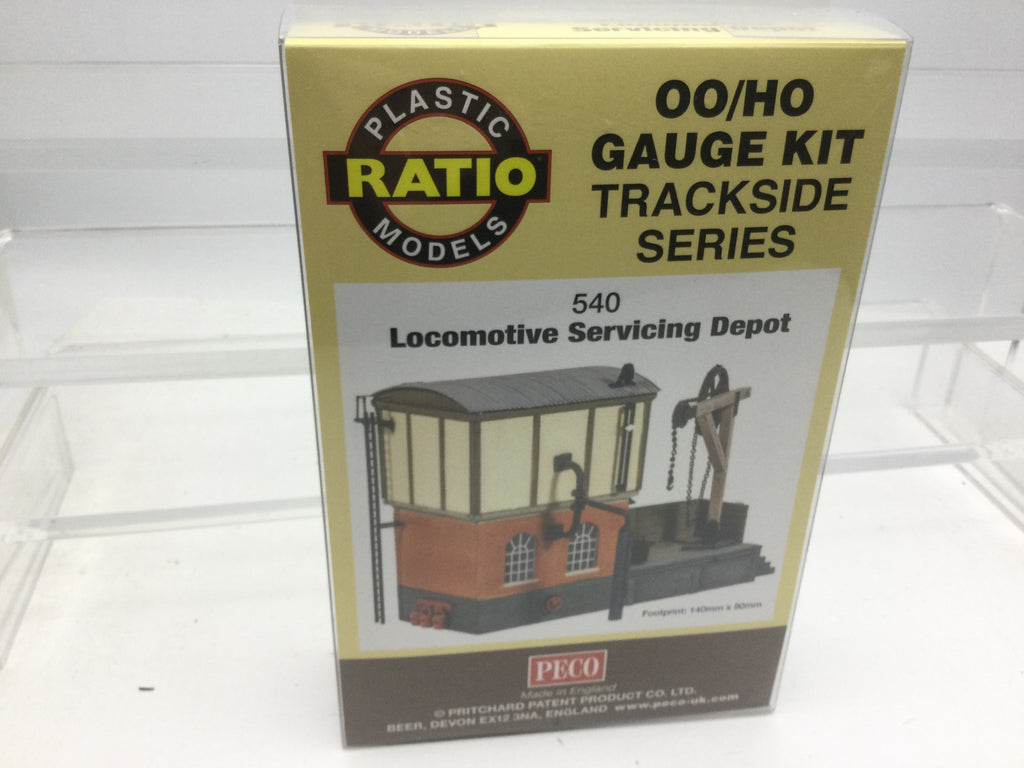 PLASTIC
RATIO
MODELS
OO/HO
GAUGE KIT
TRACKSIDE
SERIES
540
Locomotive Servicing Depot
Footprint: 140mm x 90mm
PECO
Made in England
© PRITCHARD PATENT PRODUCT CO. LTD.
BEER, DEVON EX12 3NA, ENGLAND www.peco-uk.com